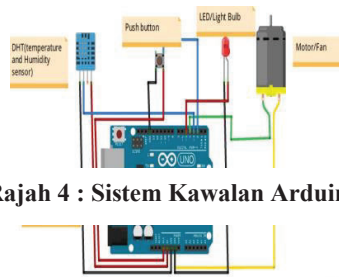 Push button
LED/Light Bulb
DHT(temperature
and Humidity
sensor)
Motor/Fan
UNO
Rajah 4 : Sistem Kawalan Arduin